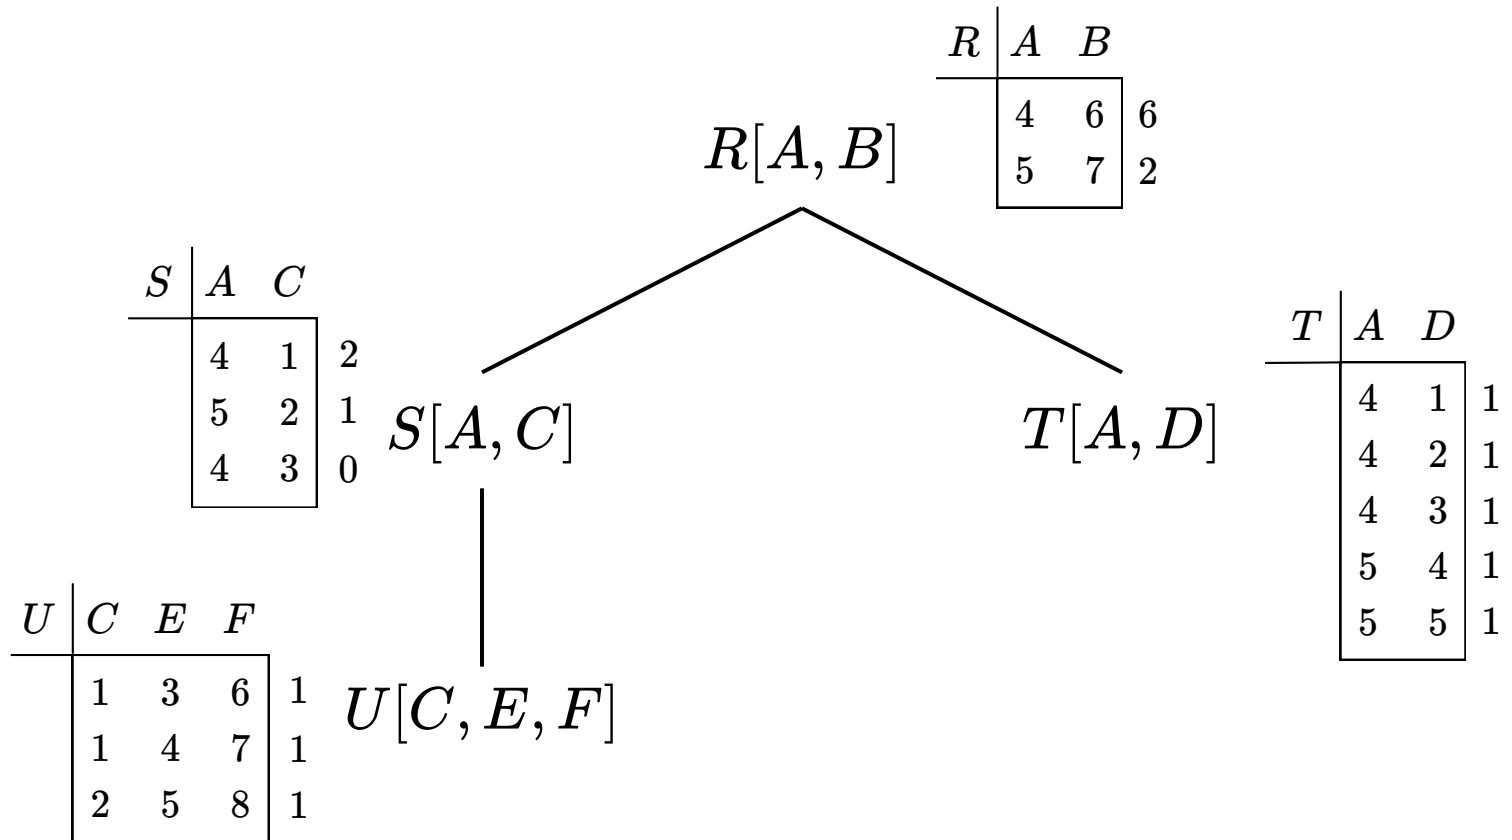 R A B
4 6 6
5 7 2
R[A, B]
S A C
4 1 2
5 2 1
4 3 0
S[A, C]
T[A, D]
T A D
4 1 1
4 2 1
4 3 1
5 4 1
5 5 1
U C E F
1 3 6 1
1 4 7 1
2 5 8 1
U[C, E, F]